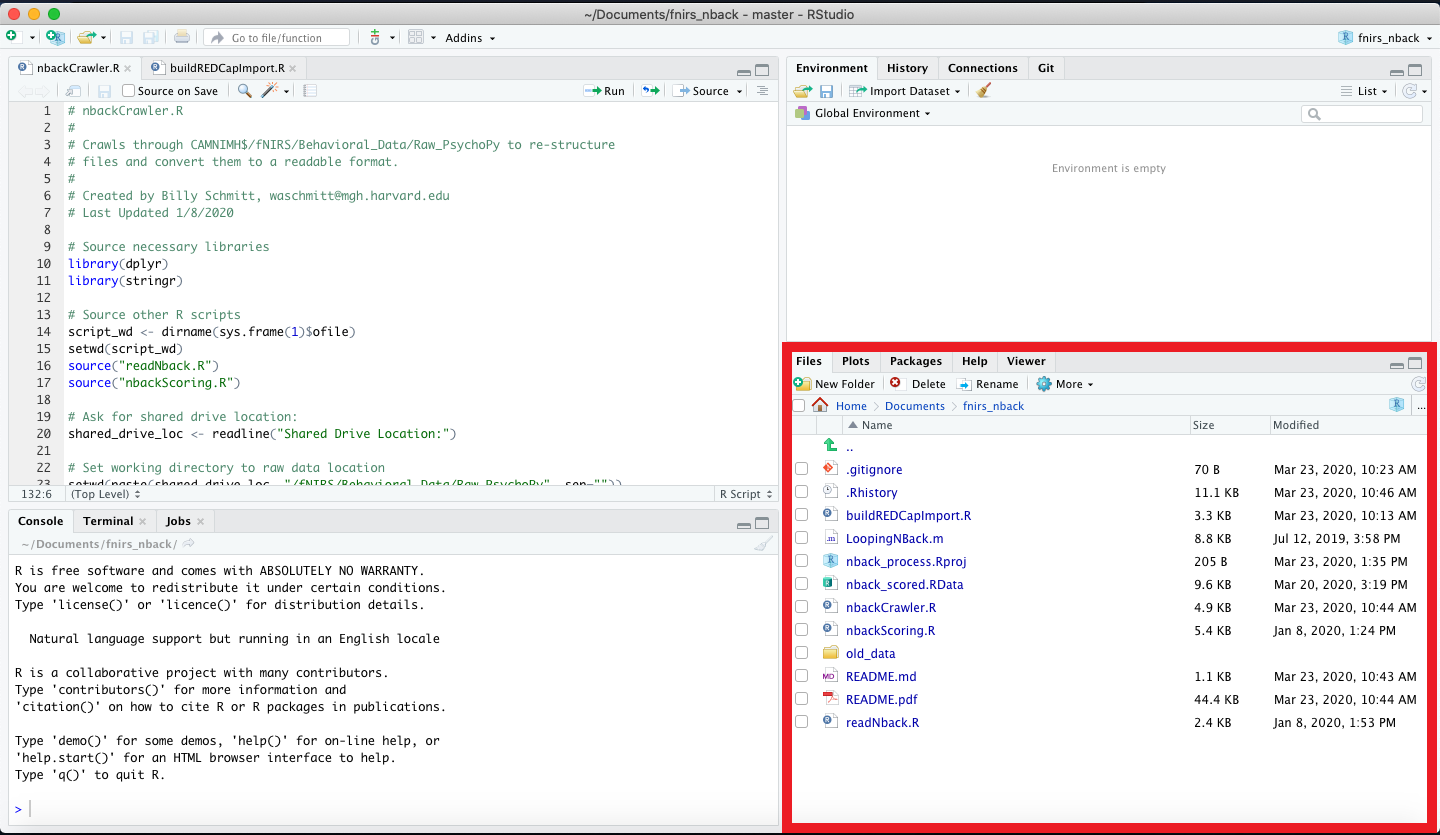 ~/Documents/fnirs_nback - master - RStudio
Go to file/function
Addins
fnirs_nback
nbackCrawler.R
buildREDCapImport.R
Source on Save
Run
Source
1 # nbackCrawler.R
2 #
3 # Crawls through CAMNIMH$/fNIRS/Behavioral_Data/Raw_PsychoPy to re-structure
4 # files and convert them to a readable format.
5 #
6 # Created by Billy Schmitt, waschmitt@mgh.harvard.edu
7 # Last Updated 1/8/2020
8
9 # Source necessary libraries
10 library(dplyr)
11 library(stringr)
12
13 # Source other R scripts
14 script_wd <- dirname(sys.frame(1)$ofile)
15 setwd(script_wd)
16 source("readNback.R")
17 source("nbackScoring.R")
18
19 # Ask for shared drive location:
20 shared_drive_loc <- readline("Shared Drive Location:")
21
22 # Set working directory to raw data location
23 setwd(paste(shared_drive_loc, "/fNIRS/Behavioral_Data/Raw_PsychoPy", sep=""))
132:6 (Top Level) R Script
Console Terminal Jobs
~/Documents/fnirs_nback/
R is free software and comes with ABSOLUTELY NO WARRANTY.
You are welcome to redistribute it under certain conditions.
Type 'license()' or 'licence()' for distribution details.
Natural language support but running in an English locale
R is a collaborative project with many contributors.
Type 'contributors()' for more information and
'citation()' on how to cite R or R packages in publications.
Type 'demo()' for some demos, 'help()' for on-line help, or
'help.start()' for an HTML browser interface to help.
Type 'q()' to quit R.
>
Environment History Connections Git
Import Dataset List
Global Environment
Environment is empty
Files Plots Packages Help Viewer
New Folder Delete Rename More
Home Documents fnirs_nback ...
Name Size Modified
..
.gitignore 70 B Mar 23, 2020, 10:23 AM
.Rhistory 11.1 KB Mar 23, 2020, 10:46 AM
buildREDCapImport.R 3.3 KB Mar 23, 2020, 10:13 AM
LoopingNBack.m 8.8 KB Jul 12, 2019, 3:58 PM
nback_process.Rproj 205 B Mar 23, 2020, 1:35 PM
nback_scored.RData 9.6 KB Mar 20, 2020, 3:19 PM
nbackCrawler.R 4.9 KB Mar 23, 2020, 10:44 AM
nbackScoring.R 5.4 KB Jan 8, 2020, 1:24 PM
old_data
README.md 1.1 KB Mar 23, 2020, 10:43 AM
README.pdf 44.4 KB Mar 23, 2020, 10:44 AM
readNback.R 2.4 KB Jan 8, 2020, 1:53 PM